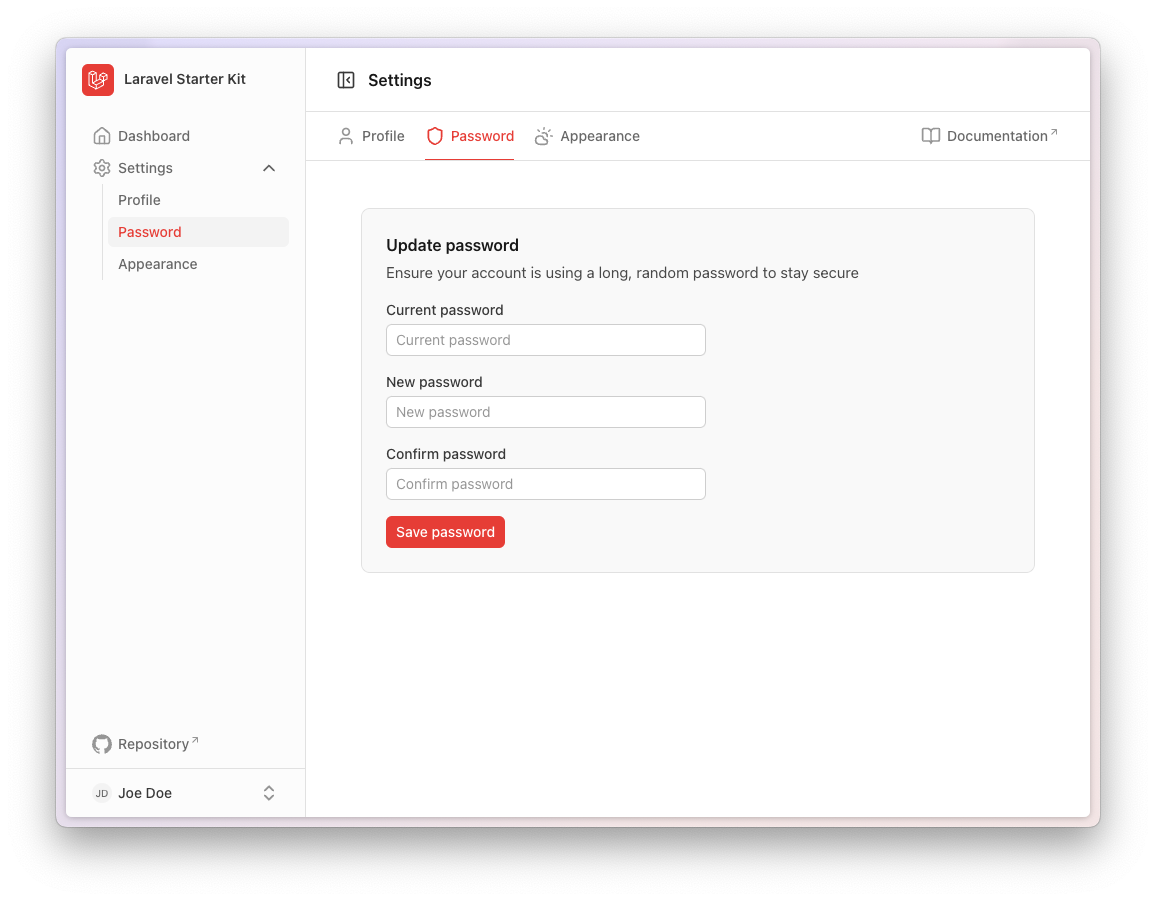 Laravel Starter Kit
Dashboard
Settings
Profile
Password
Appearance
Repository
JD
Joe Doe
Settings
Profile
Password
Appearance
Documentation
Update password
Ensure your account is using a long, random password to stay secure
Current password
Current password
New password
New password
Confirm password
Confirm password
Save password